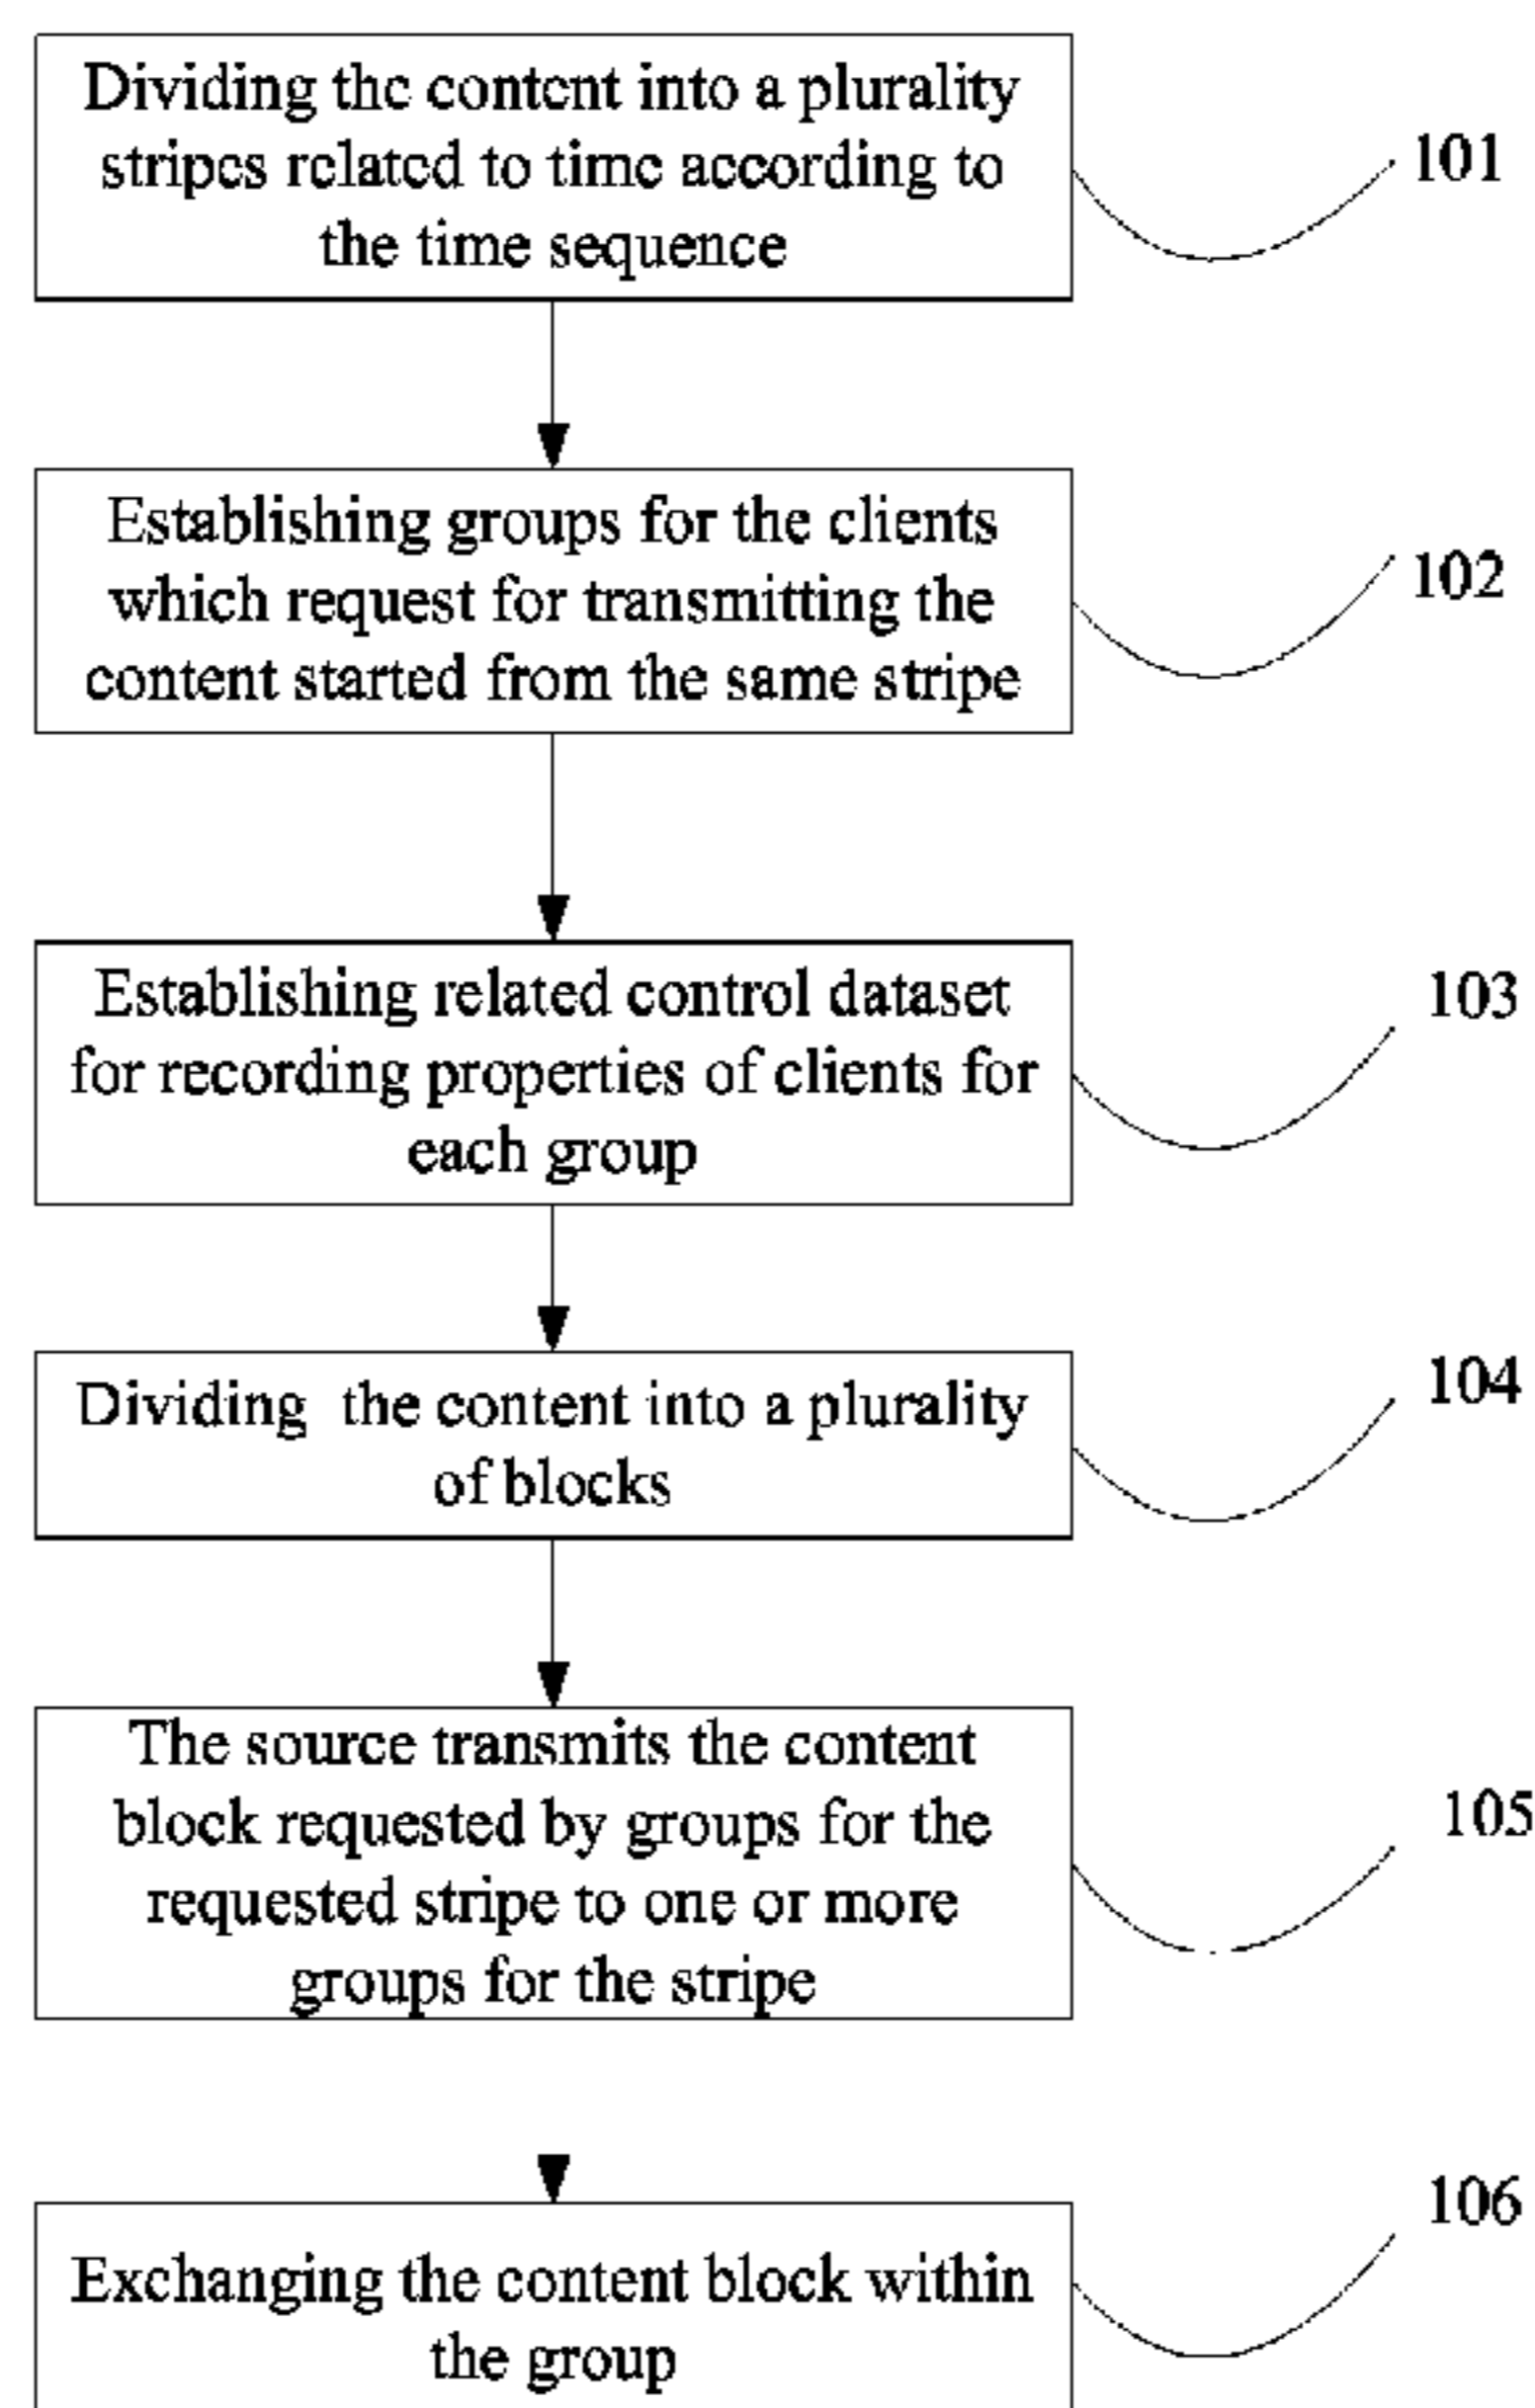 Dividing the content into a plurality
stripes related to time according to
the time sequence
101
Establishing groups for the clients
which request for transmitting the
content started from the same stripe
102
Establishing related control dataset
for recording properties of clients for
each group
103
Dividing the content into a plurality
of blocks
104
The source transmits the content
block requested by groups for the
requested stripe to one or more
groups for the stripe
105
Exchanging the content block within
the group
106